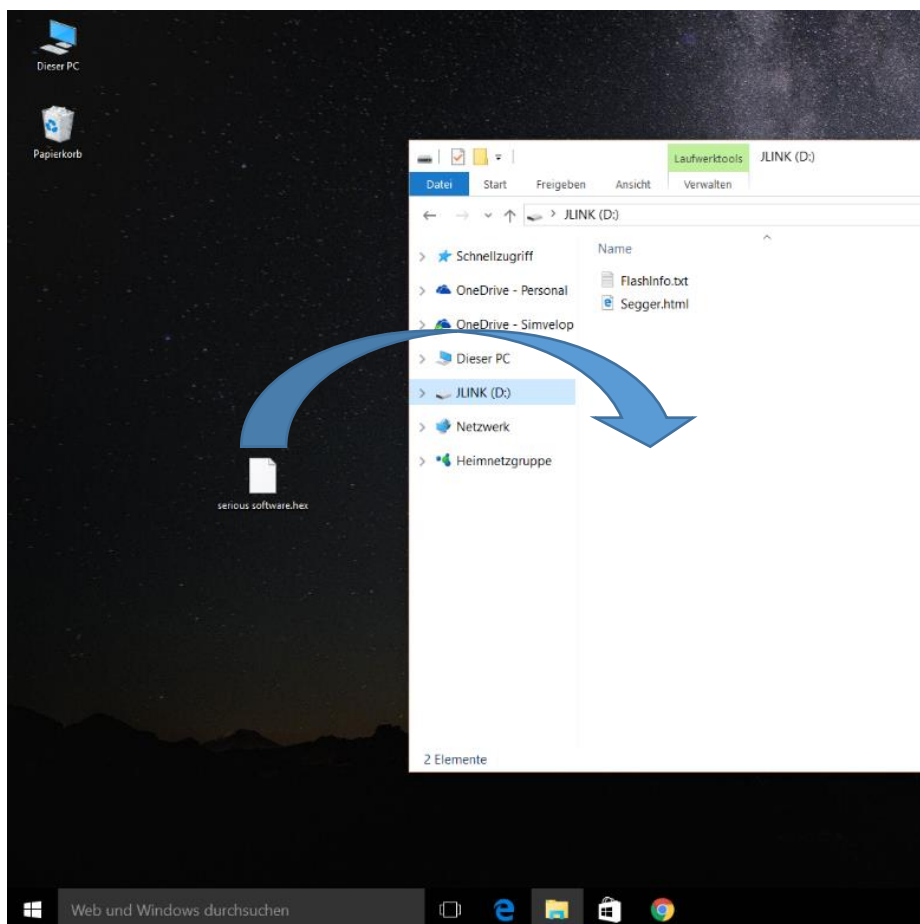 Dieser PC
Papierkorb
Laufwerktools JLINK (D:)
Datei Start Freigeben Ansicht Verwalten
JLINK (D:)
Schnellzugriff
OneDrive - Personal
OneDrive - Simvelop
Dieser PC
JLINK (D:)
Netzwerk
Heimnetzgruppe
Name
FlashInfo.txt
Segger.html
serious software.hex
2 Elemente
Web und Windows durchsuchen